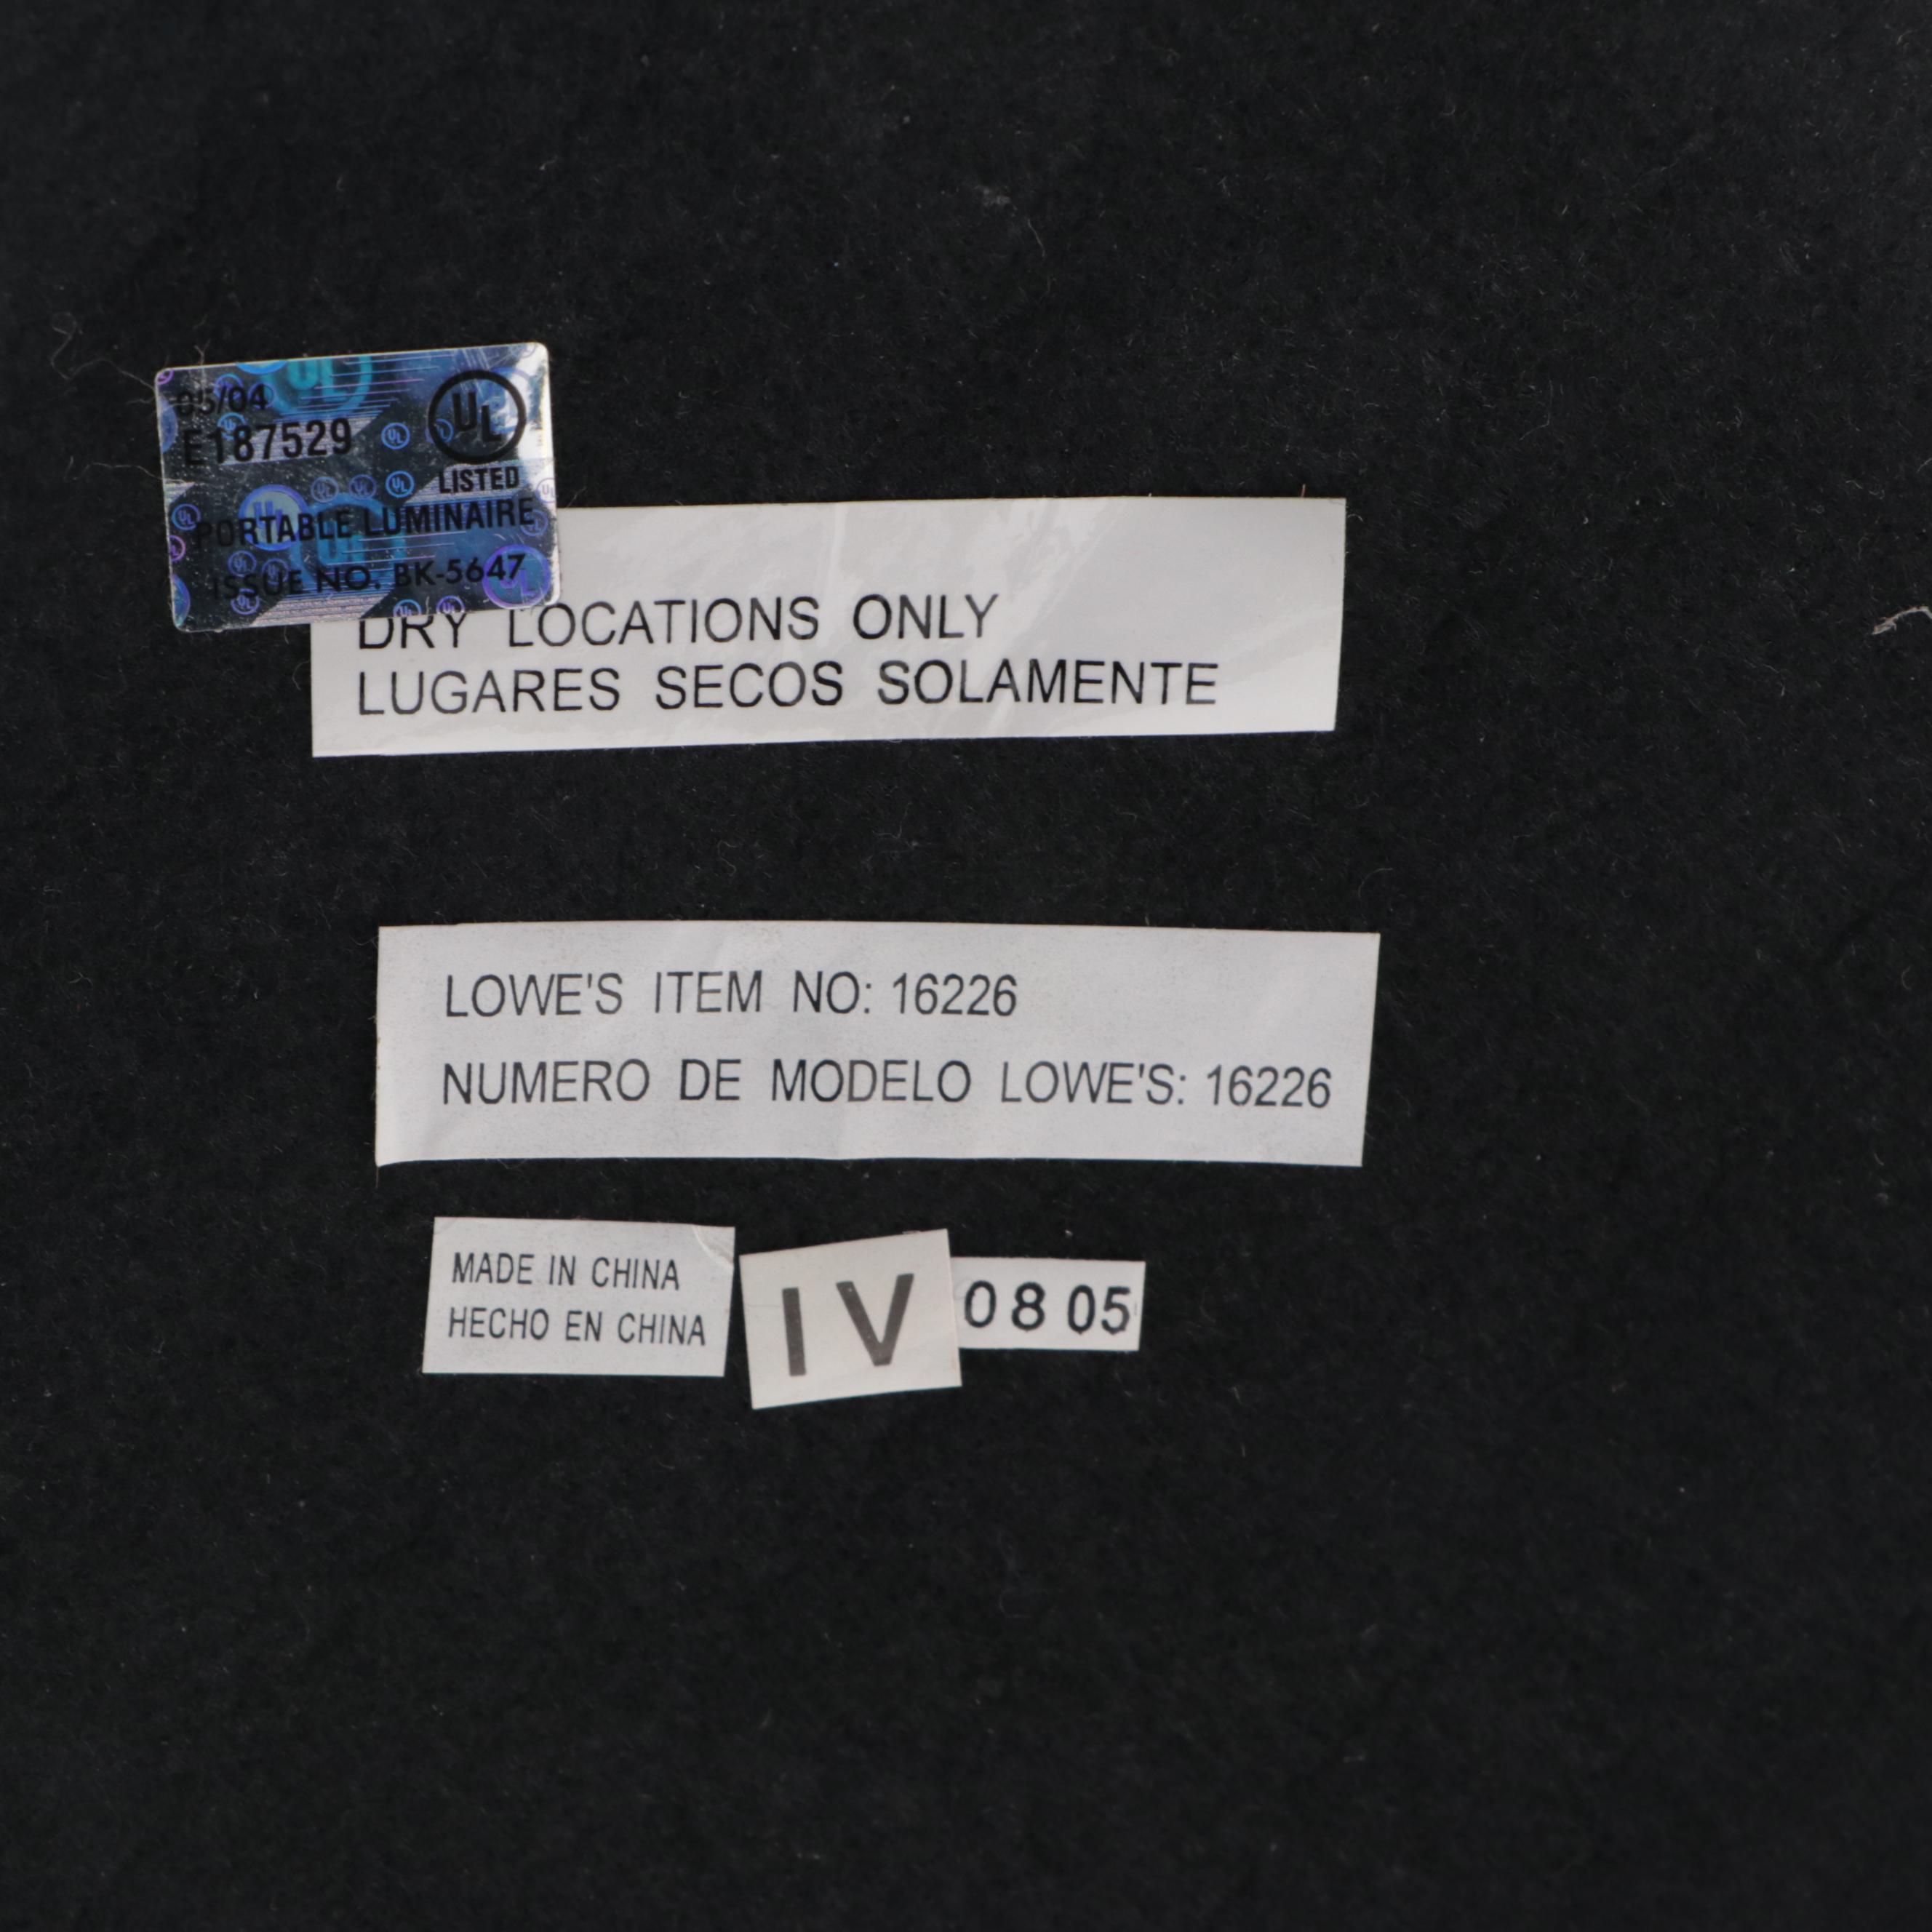 05/04
E187529
UL
LISTED
PORTABLE LUMINAIRE
ISSUE NO. BK-5647
DRY LOCATIONS ONLY
LUGARES SECOS SOLAMENTE
LOWE'S ITEM NO: 16226
NUMERO DE MODELO LOWE'S: 16226
MADE IN CHINA
HECHO EN CHINA
IV
08 05